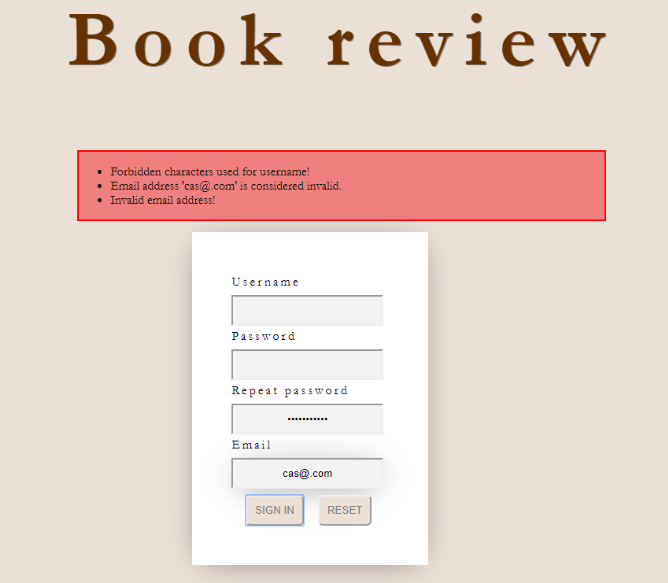 Book review
Forbidden characters used for username!
Email address 'cas@.com' is considered invalid.
Invalid email address!
Username
Password
Repeat password
•••••••••••
Email
cas@.com
SIGN IN RESET